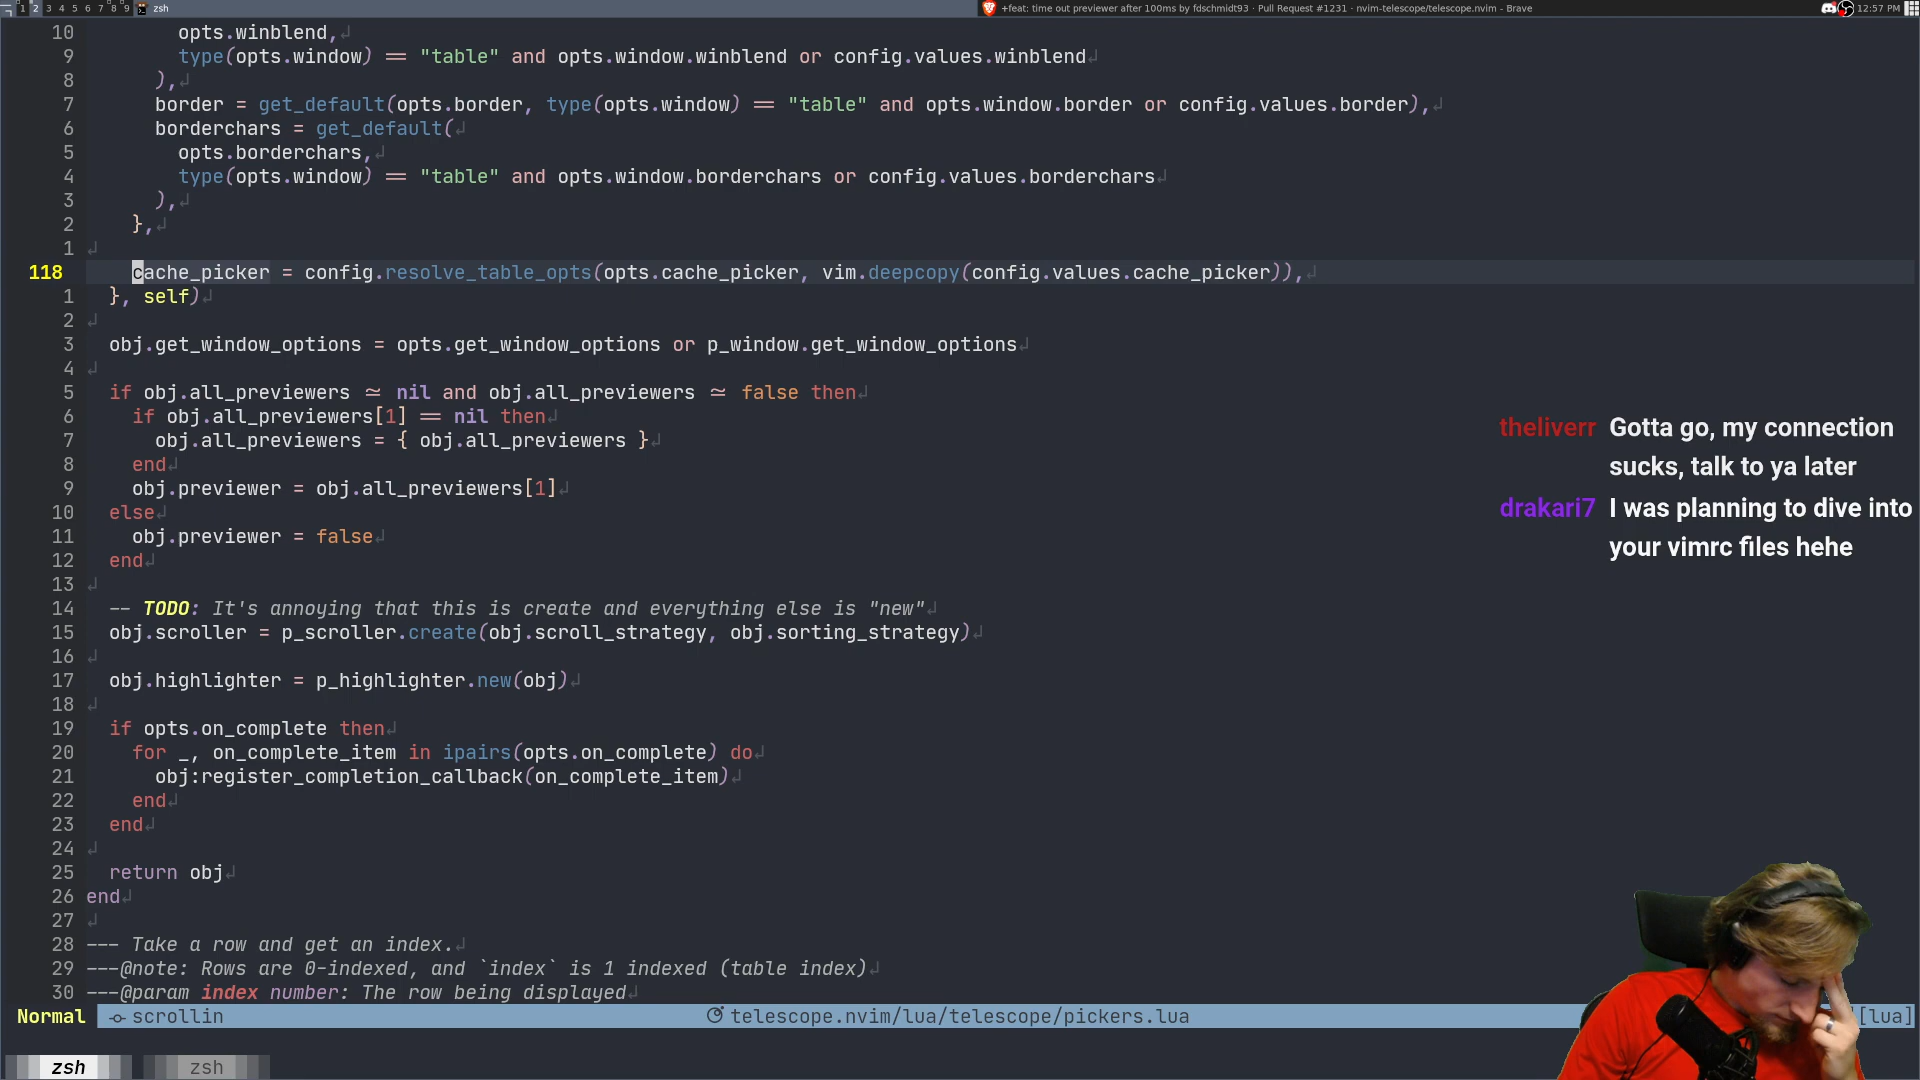 1 2 3 4 5 6 7 8 9 zsh +feat: time out previewer after 100ms by fdschmidt93 · Pull Request #1231 · nvim-telescope/telescope.nvim - Brave 12:57 PM
10 opts.winblend,
9 type(opts.window) == "table" and opts.window.winblend or config.values.winblend
8 ),
7 border = get_default(opts.border, type(opts.window) == "table" and opts.window.border or config.values.border),
6 borderchars = get_default(
5 opts.borderchars,
4 type(opts.window) == "table" and opts.window.borderchars or config.values.borderchars
3 ),
2 },
1
118 cache_picker = config.resolve_table_opts(opts.cache_picker, vim.deepcopy(config.values.cache_picker)),
1 }, self)
2
3 obj.get_window_options = opts.get_window_options or p_window.get_window_options
4
5 if obj.all_previewers ~= nil and obj.all_previewers ~= false then
6 if obj.all_previewers[1] == nil then
7 obj.all_previewers = { obj.all_previewers }
8 end
9 obj.previewer = obj.all_previewers[1]
10 else
11 obj.previewer = false
12 end
13
14 -- TODO: It's annoying that this is create and everything else is "new"
15 obj.scroller = p_scroller.create(obj.scroll_strategy, obj.sorting_strategy)
16
17 obj.highlighter = p_highlighter.new(obj)
18
19 if opts.on_complete then
20 for _, on_complete_item in ipairs(opts.on_complete) do
21 obj:register_completion_callback(on_complete_item)
22 end
23 end
24
25 return obj
26 end
27
28 --- Take a row and get an index.
29 ---@note: Rows are 0-indexed, and `index` is 1 indexed (table index)
30 ---@param index number: The row being displayed
theliverr Gotta go, my connection
sucks, talk to ya later
drakari7 I was planning to dive into
your vimrc files hehe
Normal scrollin telescope.nvim/lua/telescope/pickers.lua [lua]
zsh zsh